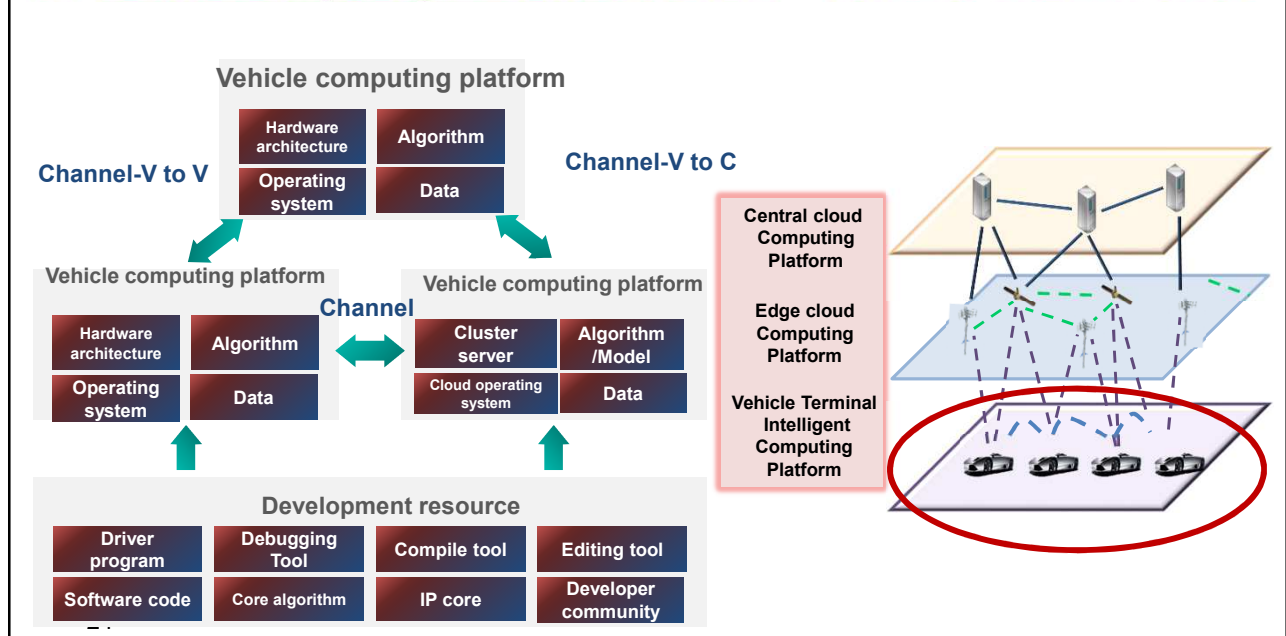 Vehicle computing platform
Hardware
architecture
Algorithm
Operating
system
Data
Channel-V to V
Channel-V to C
Vehicle computing platform
Hardware
architecture
Algorithm
Operating
system
Data
Channel
Vehicle computing platform
Cluster
server
Algorithm
/Model
Cloud operating
system
Data
Development resource
Driver
program
Debugging
Tool
Compile tool
Editing tool
Software code
Core algorithm
IP core
Developer
community
Central cloud
Computing
Platform
Edge cloud
Computing
Platform
Vehicle Terminal
Intelligent
Computing
Platform